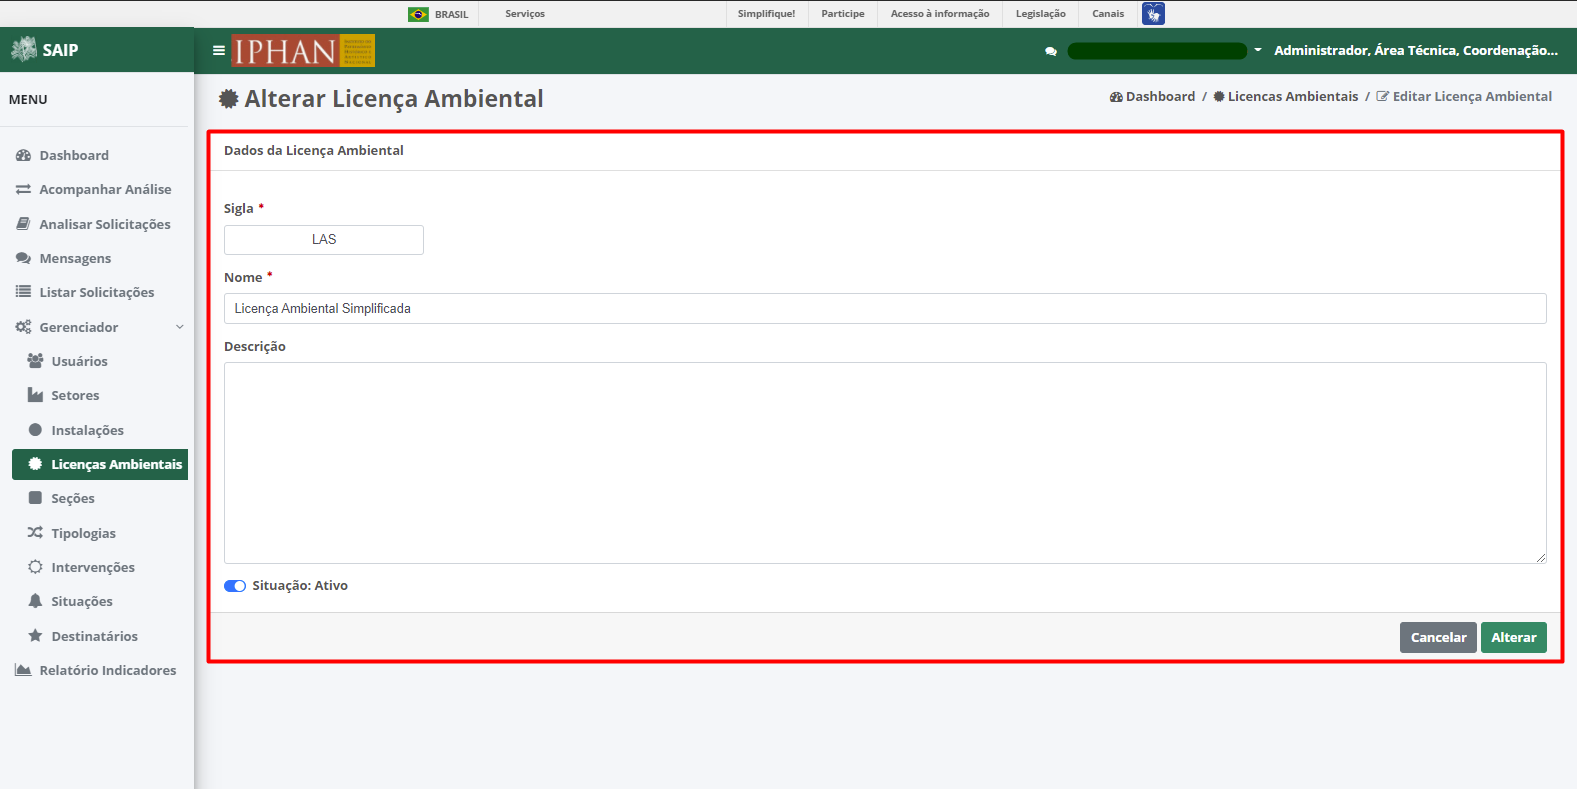 BRASIL
Serviços
Simplifique!
Participe
Acesso à informação
Legislação
Canais
SAIP
IPHAN
Administrador, Área Técnica, Coordenação...
MENU
Dashboard
Acompanhar Análise
Analisar Solicitações
Mensagens
Listar Solicitações
Gerenciador
Usuários
Setores
Instalações
Licenças Ambientais
Seções
Tipologias
Intervenções
Situações
Destinatários
Relatório Indicadores
Alterar Licença Ambiental
Dashboard / Licencas Ambientais / Editar Licença Ambiental
Dados da Licença Ambiental
Sigla *
LAS
Nome *
Licença Ambiental Simplificada
Descrição
Situação: Ativo
Cancelar
Alterar